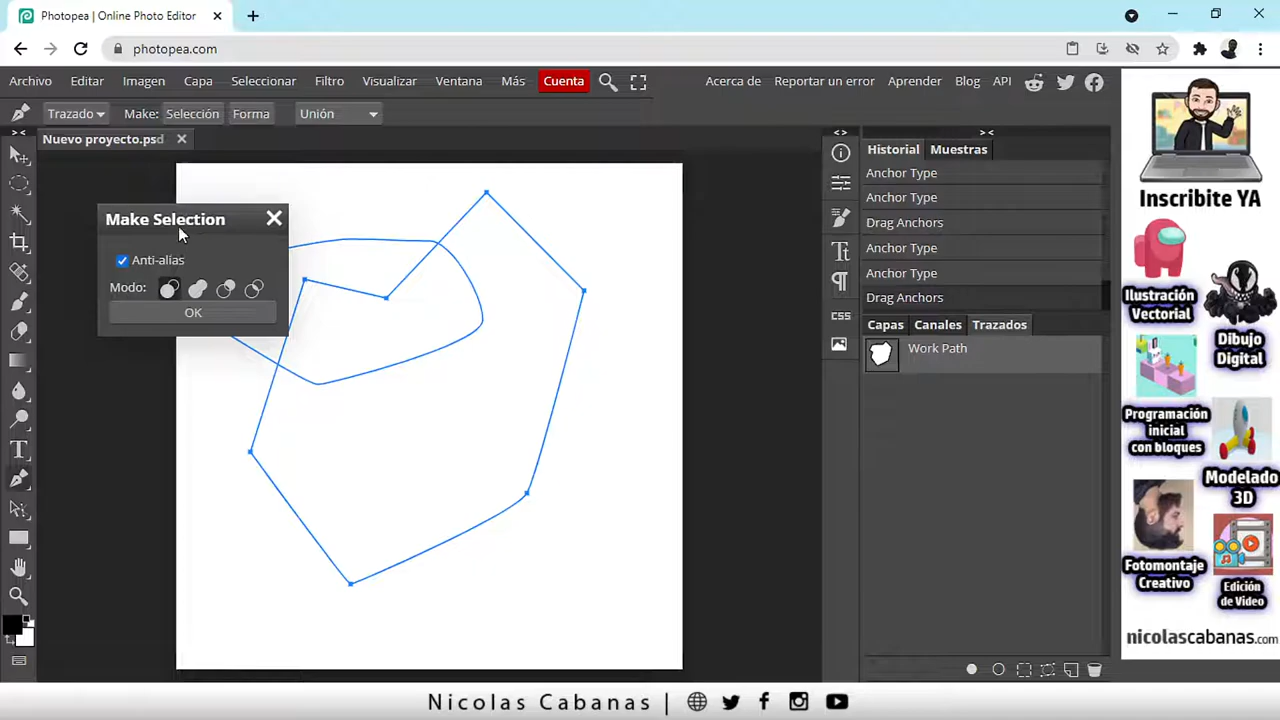 Photopea | Online Photo Editor
photopea.com
Archivo Editar Imagen Capa Seleccionar Filtro Visualizar Ventana Más Cuenta Acerca de Reportar un error Aprender Blog API
Trazado Make: Selección Forma Unión
Nuevo proyecto.psd
Historial Muestras
Anchor Type
Anchor Type
Drag Anchors
Anchor Type
Anchor Type
Drag Anchors
CSS
Capas Canales Trazados
Work Path
Make Selection
Anti-alias
Modo:
OK
Inscribite YA
Ilustración
Vectorial
Dibujo
Digital
Programación
inicial
con bloques
Modelado
3D
Fotomontaje
Creativo
Edición
de Video
nicolascabanas.com
Nicolas Cabanas |